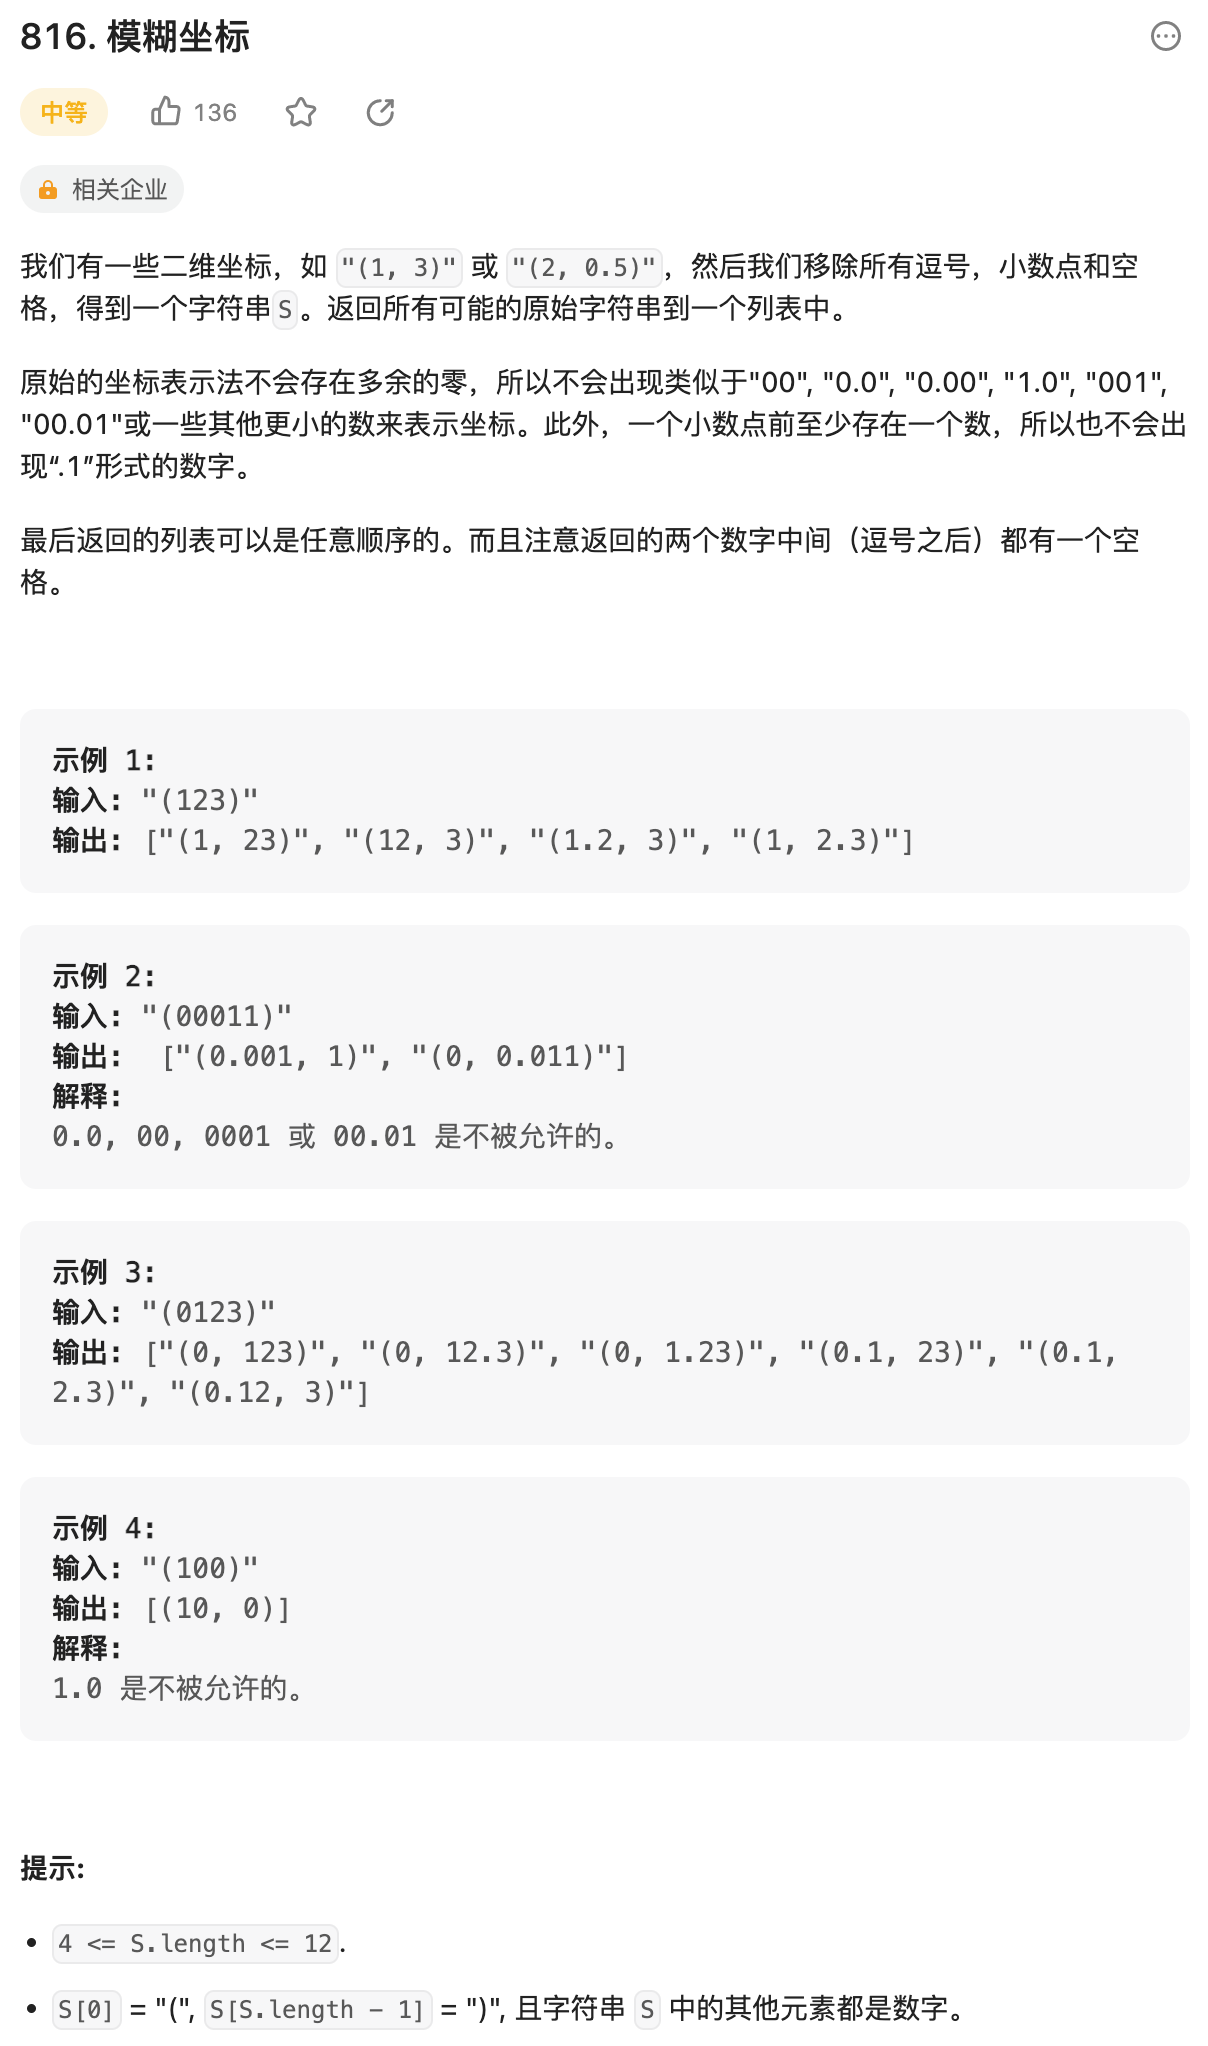 816. 模糊坐标
中等 136
相关企业
我们有一些二维坐标，如 "(1, 3)" 或 "(2, 0.5)"，然后我们移除所有逗号，小数点和空
格，得到一个字符串S。返回所有可能的原始字符串到一个列表中。
原始的坐标表示法不会存在多余的零，所以不会出现类似于"00", "0.0", "0.00", "1.0", "001",
"00.01"或一些其他更小的数来表示坐标。此外，一个小数点前至少存在一个数，所以也不会出
现“.1”形式的数字。
最后返回的列表可以是任意顺序的。而且注意返回的两个数字中间（逗号之后）都有一个空
格。
示例 1:
输入: "(123)"
输出: ["(1, 23)", "(12, 3)", "(1.2, 3)", "(1, 2.3)"]
示例 2:
输入: "(00011)"
输出:  ["(0.001, 1)", "(0, 0.011)"]
解释:
0.0, 00, 0001 或 00.01 是不被允许的。
示例 3:
输入: "(0123)"
输出: ["(0, 123)", "(0, 12.3)", "(0, 1.23)", "(0.1, 23)", "(0.1,
2.3)", "(0.12, 3)"]
示例 4:
输入: "(100)"
输出: [(10, 0)]
解释:
1.0 是不被允许的。
提示:
• 4 <= S.length <= 12.
• S[0] = "(", S[S.length - 1] = ")", 且字符串 S 中的其他元素都是数字。